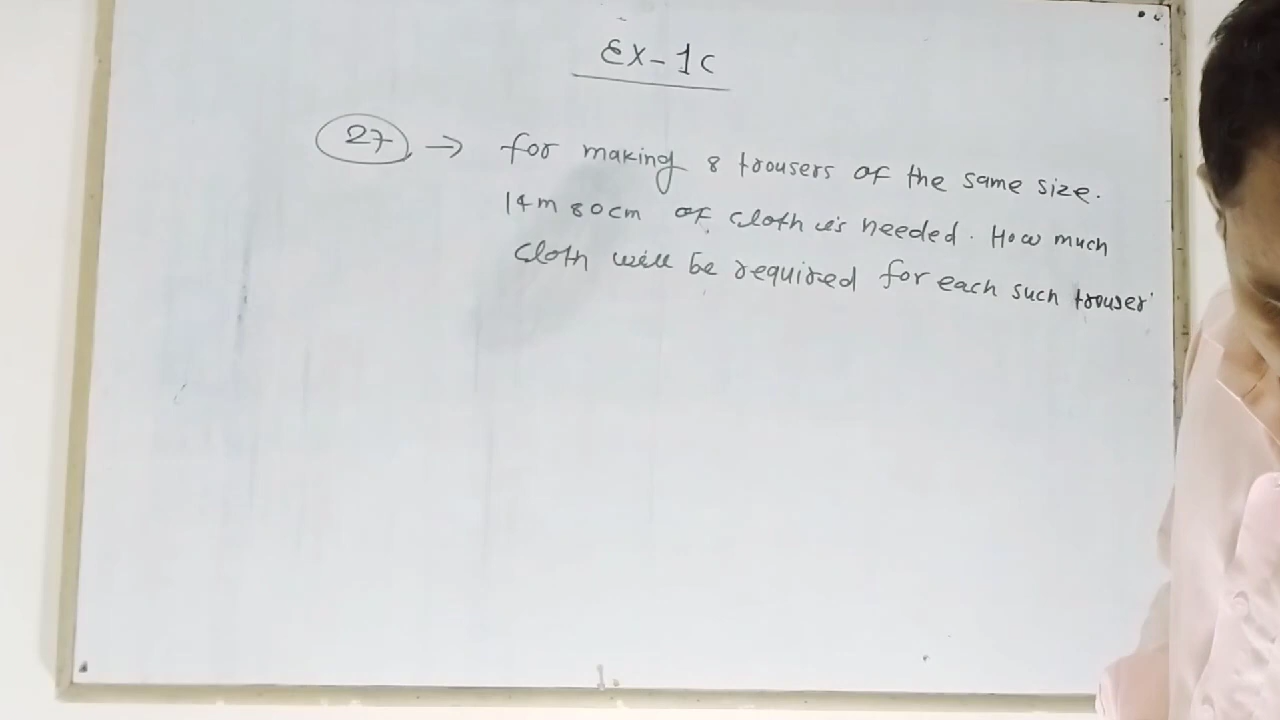 EX-1C
27 → for making 8 trousers of the same size.
14m 80cm of cloth is needed. How much
cloth will be required for each such trouser